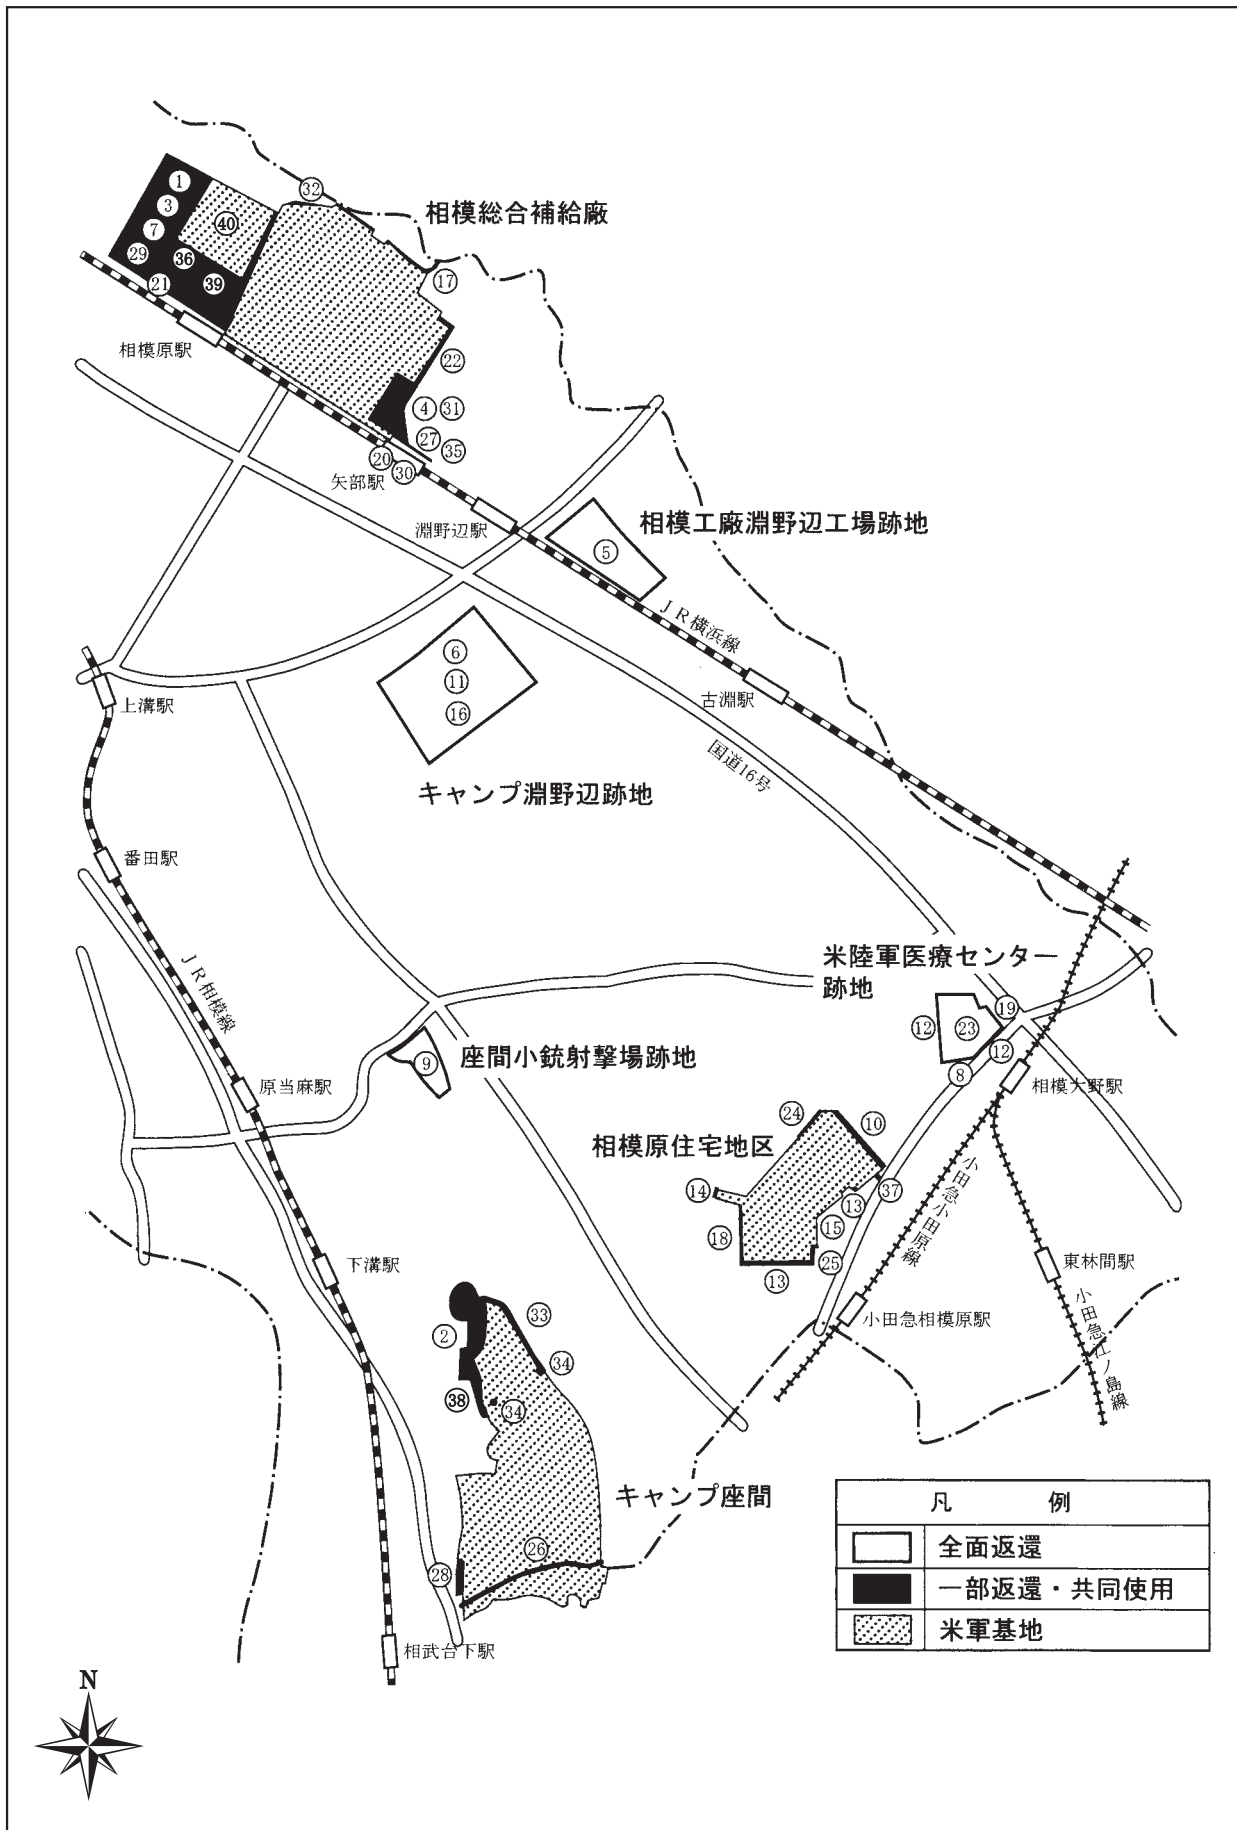 ㉜
相模総合補給廠
①
③
㊵
⑦
㉙
㊱
⑰
㉑
㊴
相模原駅
㉒
④
㉛
㉗
㉟
⑳
㉚
矢部駅
淵野辺駅
相模工廠淵野辺工場跡地
⑤
JR横浜線
⑥
⑪
⑯
古淵駅
上溝駅
国道16号
キャンプ淵野辺跡地
番田駅
米陸軍医療センター
跡地
JR相模線
⑲
⑫
㉓
座間小銃射撃場跡地
⑨
⑫
⑧
原当麻駅
相模大野駅
㉔
⑩
相模原住宅地区
小田急小田原線
⑭
㊲
⑬
⑱
⑮
㉕
⑬
下溝駅
東林間駅
小田急江ノ島線
小田急相模原駅
②
㉝
㉞
㊳
㉞
キャンプ座間
㉖
㉘
相武台下駅
凡 例
全面返還
一部返還・共同使用
米軍基地
N